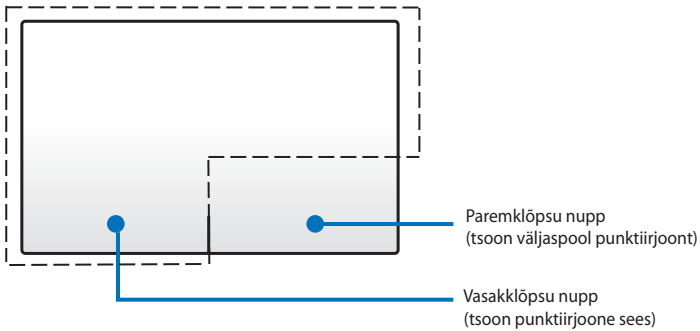 Paremklõpsu nupp
(tsoon väljaspool punktiirjoont)
Vasakklõpsu nupp
(tsoon punktiirjoone sees)